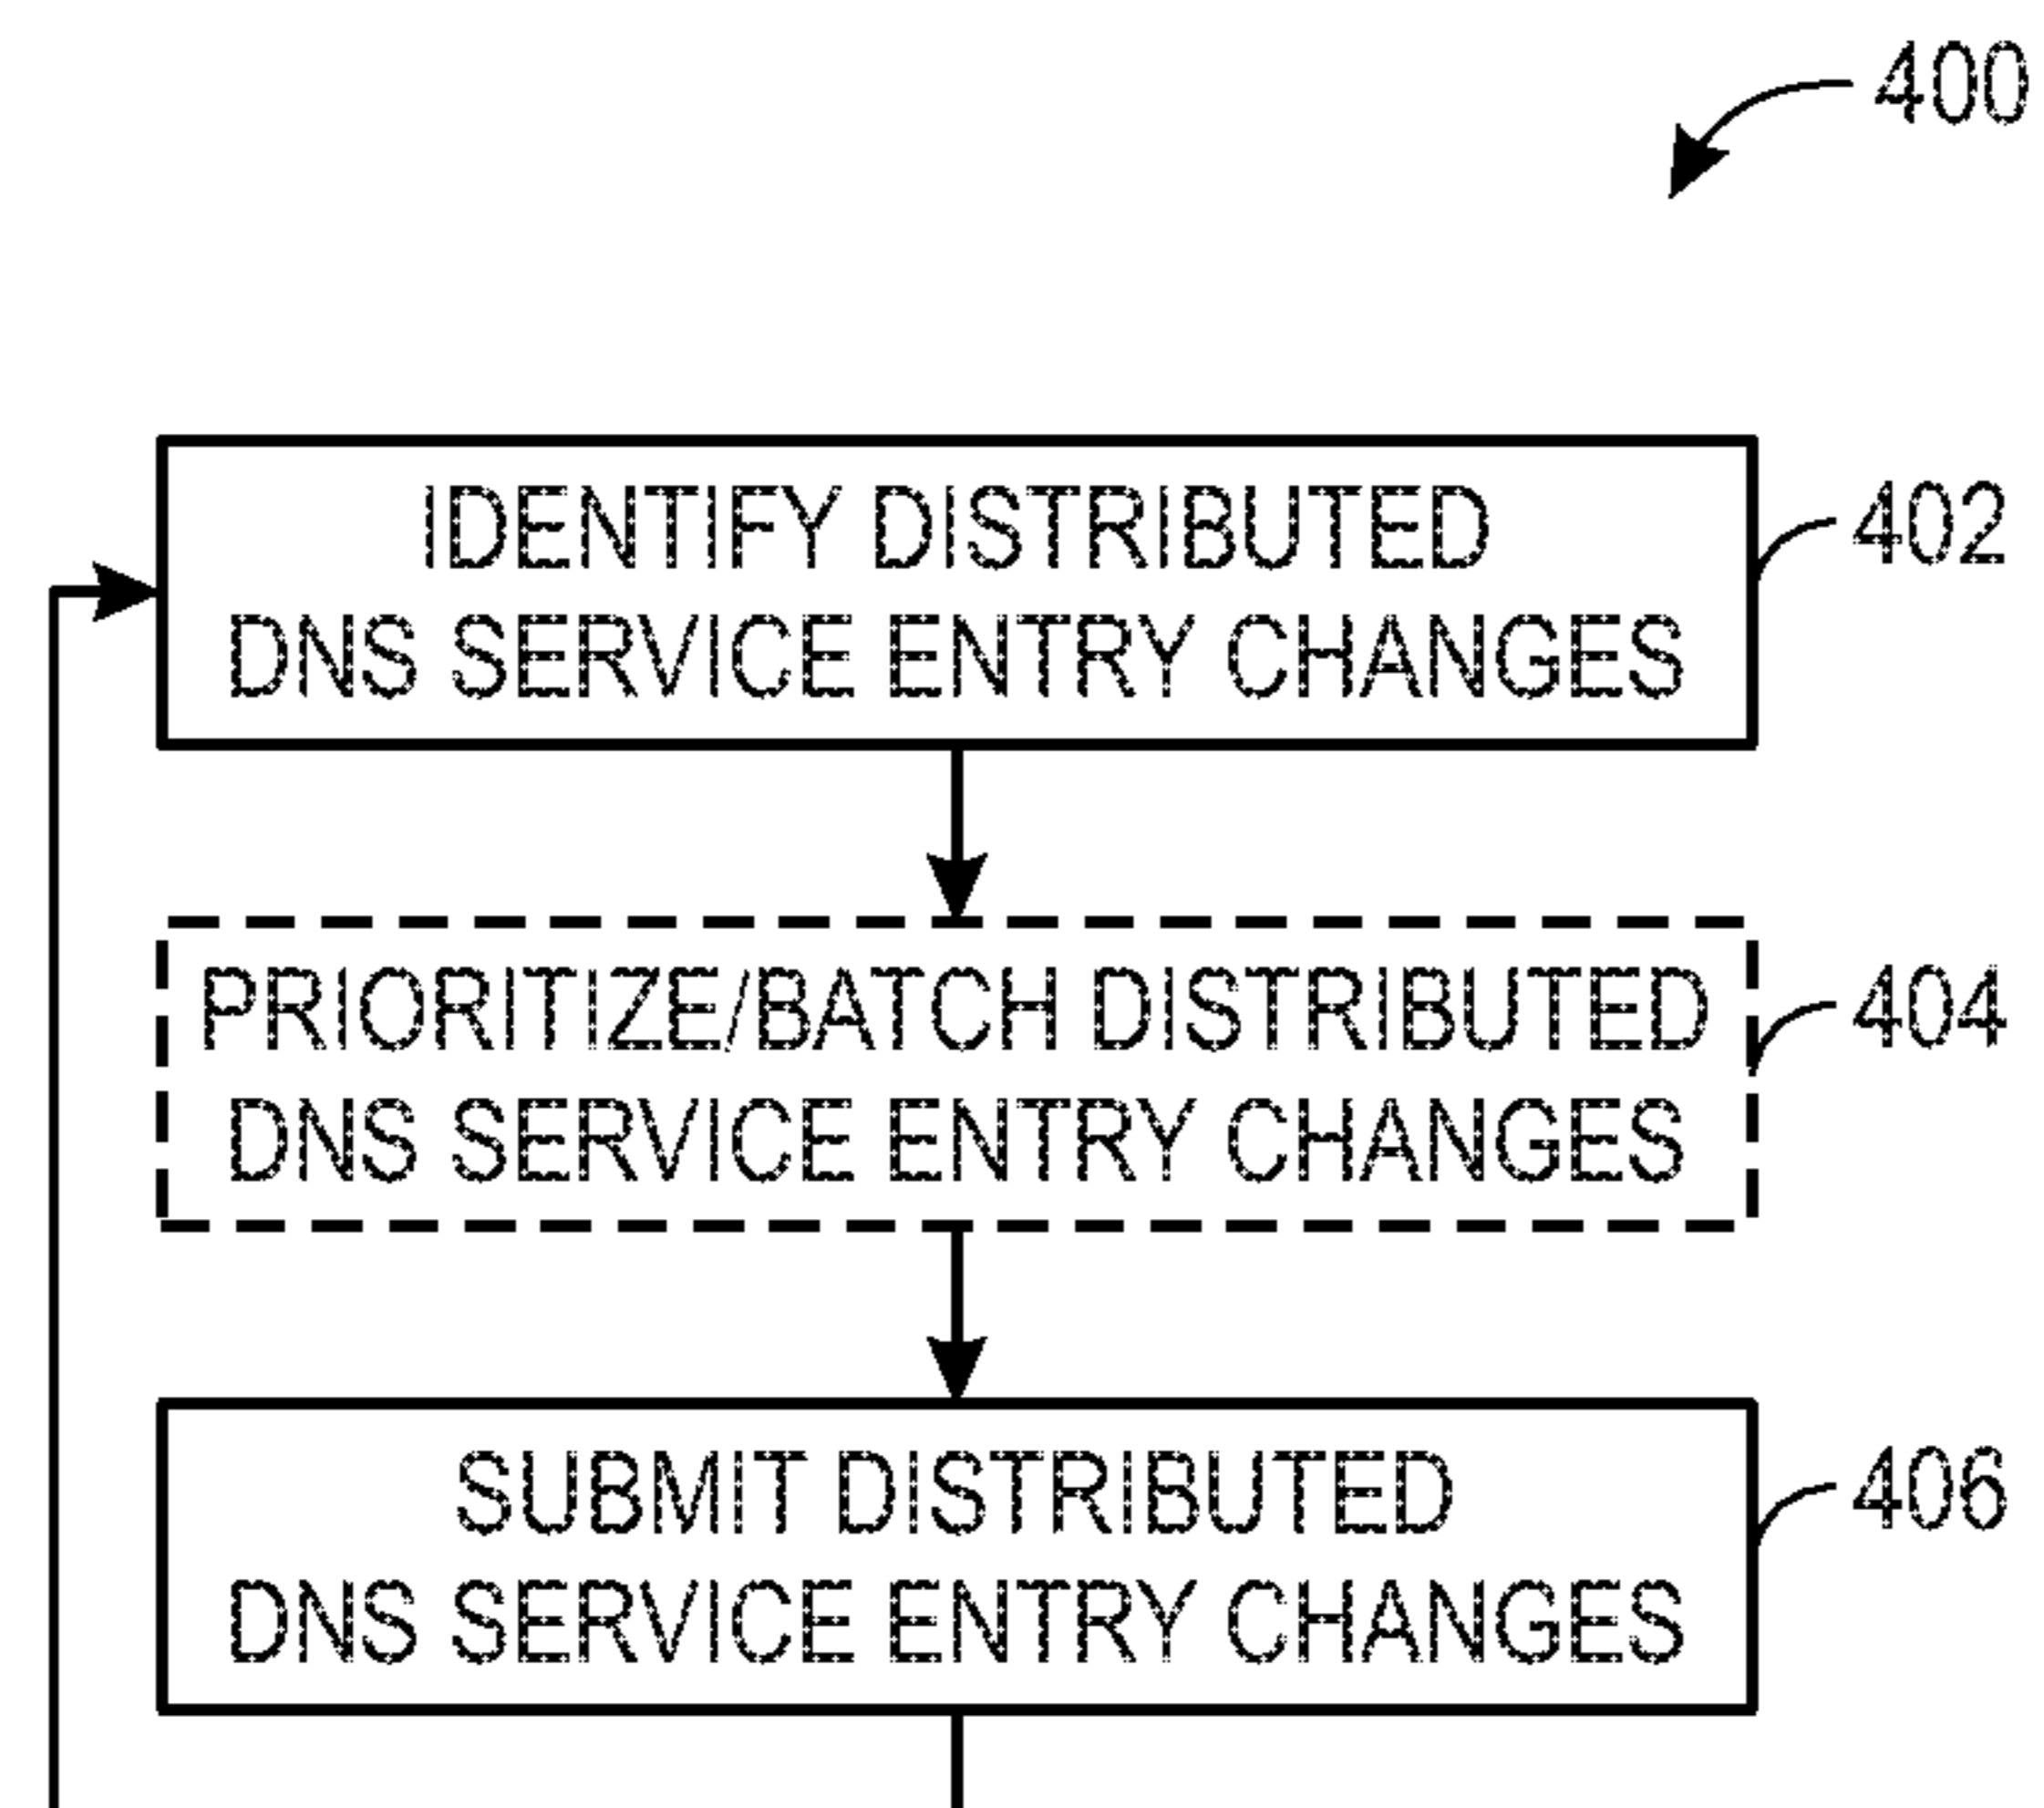 400
IDENTIFY DISTRIBUTED
DNS SERVICE ENTRY CHANGES
402
PRIORITIZE/BATCH DISTRIBUTED
DNS SERVICE ENTRY CHANGES
404
SUBMIT DISTRIBUTED
DNS SERVICE ENTRY CHANGES
406